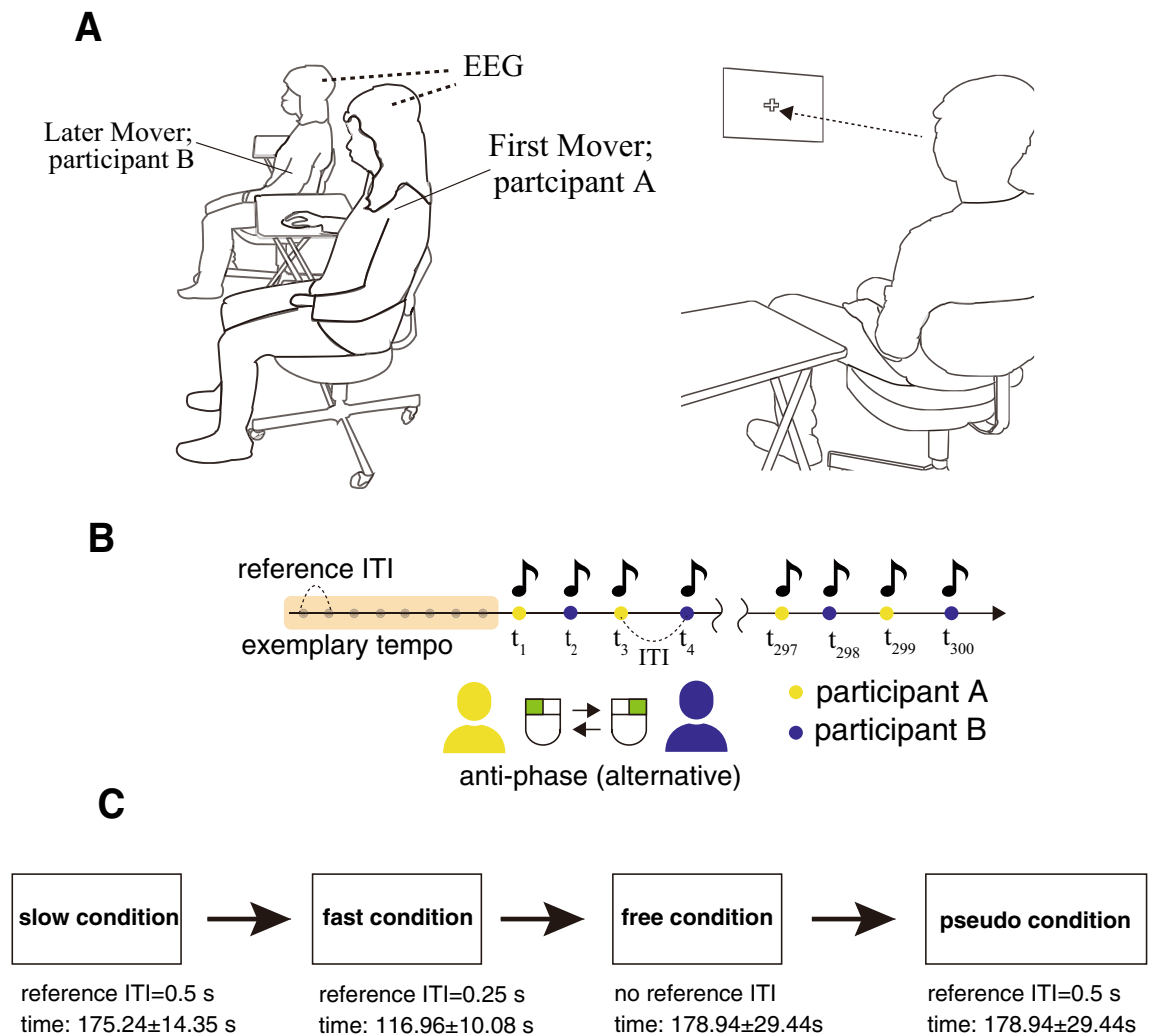 A
EEG
Later Mover;
participant B
First Mover;
partcipant A
B
reference ITI
exemplary tempo
t1 t2 t3 t4 t297 t298 t299 t300
ITI
participant A
participant B
anti-phase (alternative)
C
slow condition
fast condition
free condition
pseudo condition
reference ITI=0.5 s
time: 175.24±14.35 s
reference ITI=0.25 s
time: 116.96±10.08 s
no reference ITI
time: 178.94±29.44s
reference ITI=0.5 s
time: 178.94±29.44s